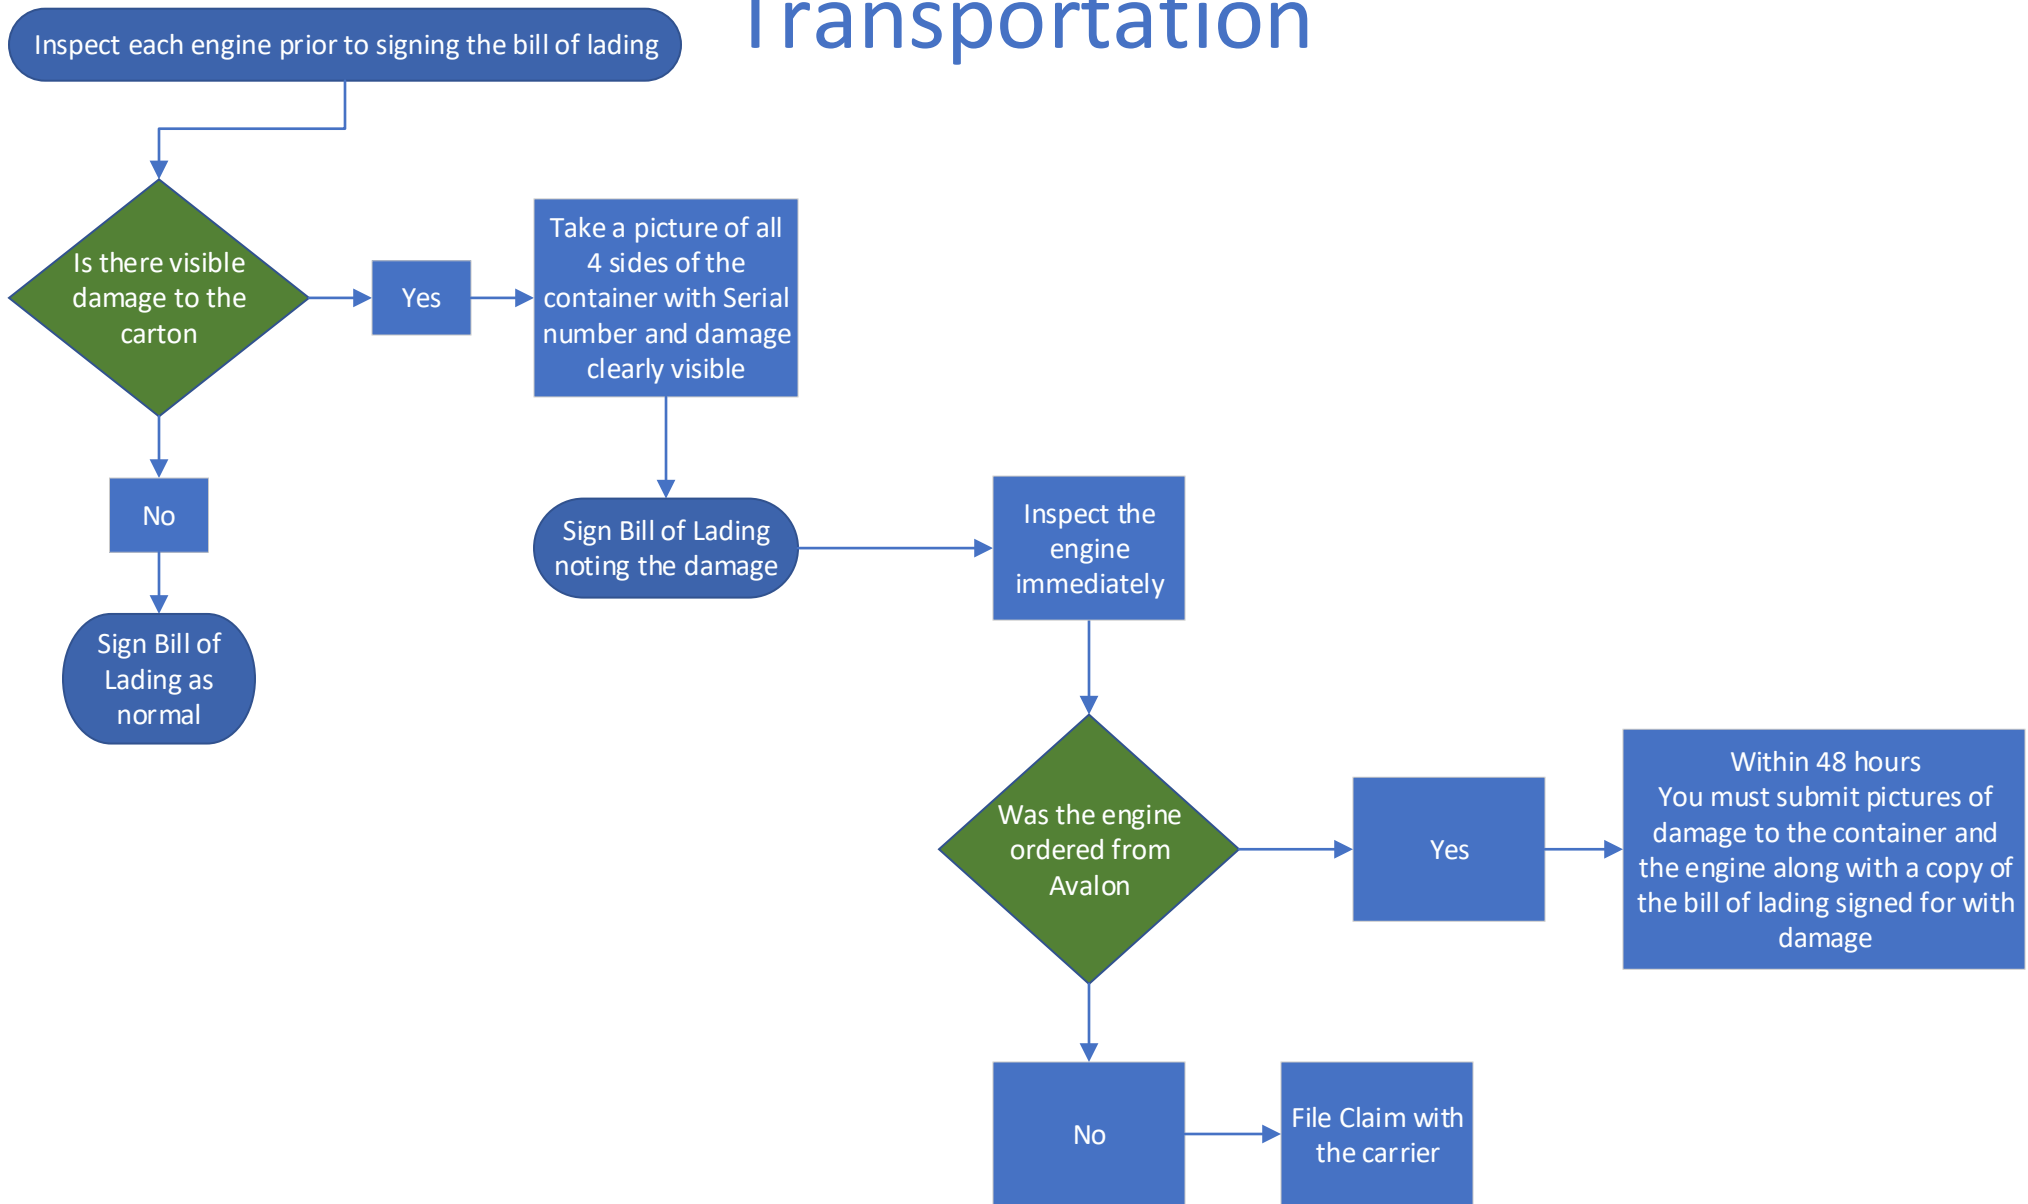 Transportation
Inspect each engine prior to signing the bill of lading
Is there visible
damage to the
carton
Yes
Take a picture of all
4 sides of the
container with Serial
number and damage
clearly visible
No
Sign Bill of Lading
noting the damage
Inspect the
engine
immediately
Sign Bill of
Lading as
normal
Was the engine
ordered from
Avalon
Yes
Within 48 hours
You must submit pictures of
damage to the container and
the engine along with a copy of
the bill of lading signed for with
damage
No
File Claim with
the carrier